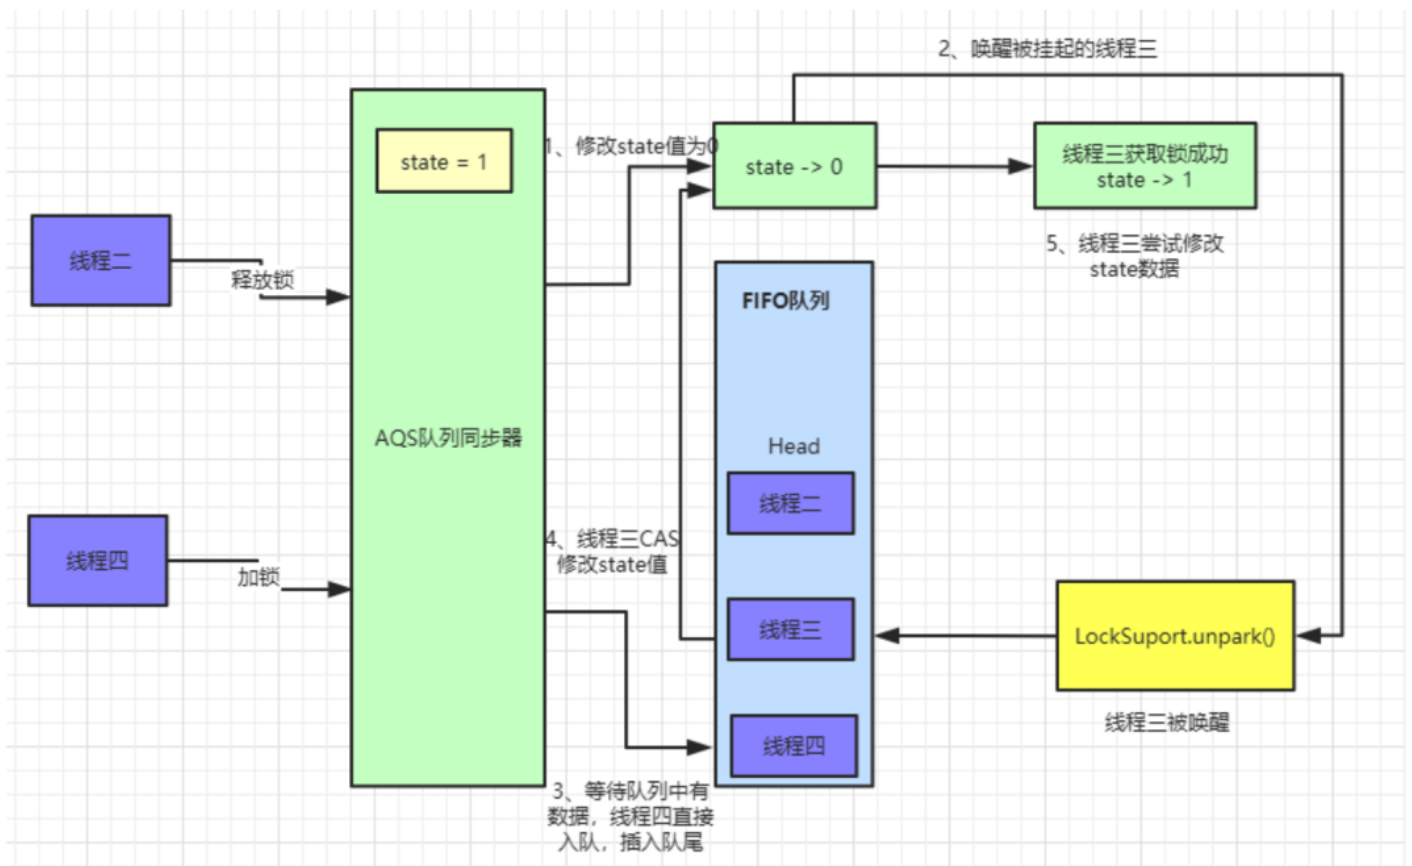 2、唤醒被挂起的线程三
state = 1
1、修改state值为0
state -> 0
线程三获取锁成功
state -> 1
线程二
释放锁
5、线程三尝试修改
state数据
FIFO队列
AQS队列同步器
Head
线程二
线程四
加锁
4、线程三CAS
修改state值
线程三
LockSuport.unpark()
线程三被唤醒
线程四
3、等待队列中有
数据，线程四直接
入队，插入队尾